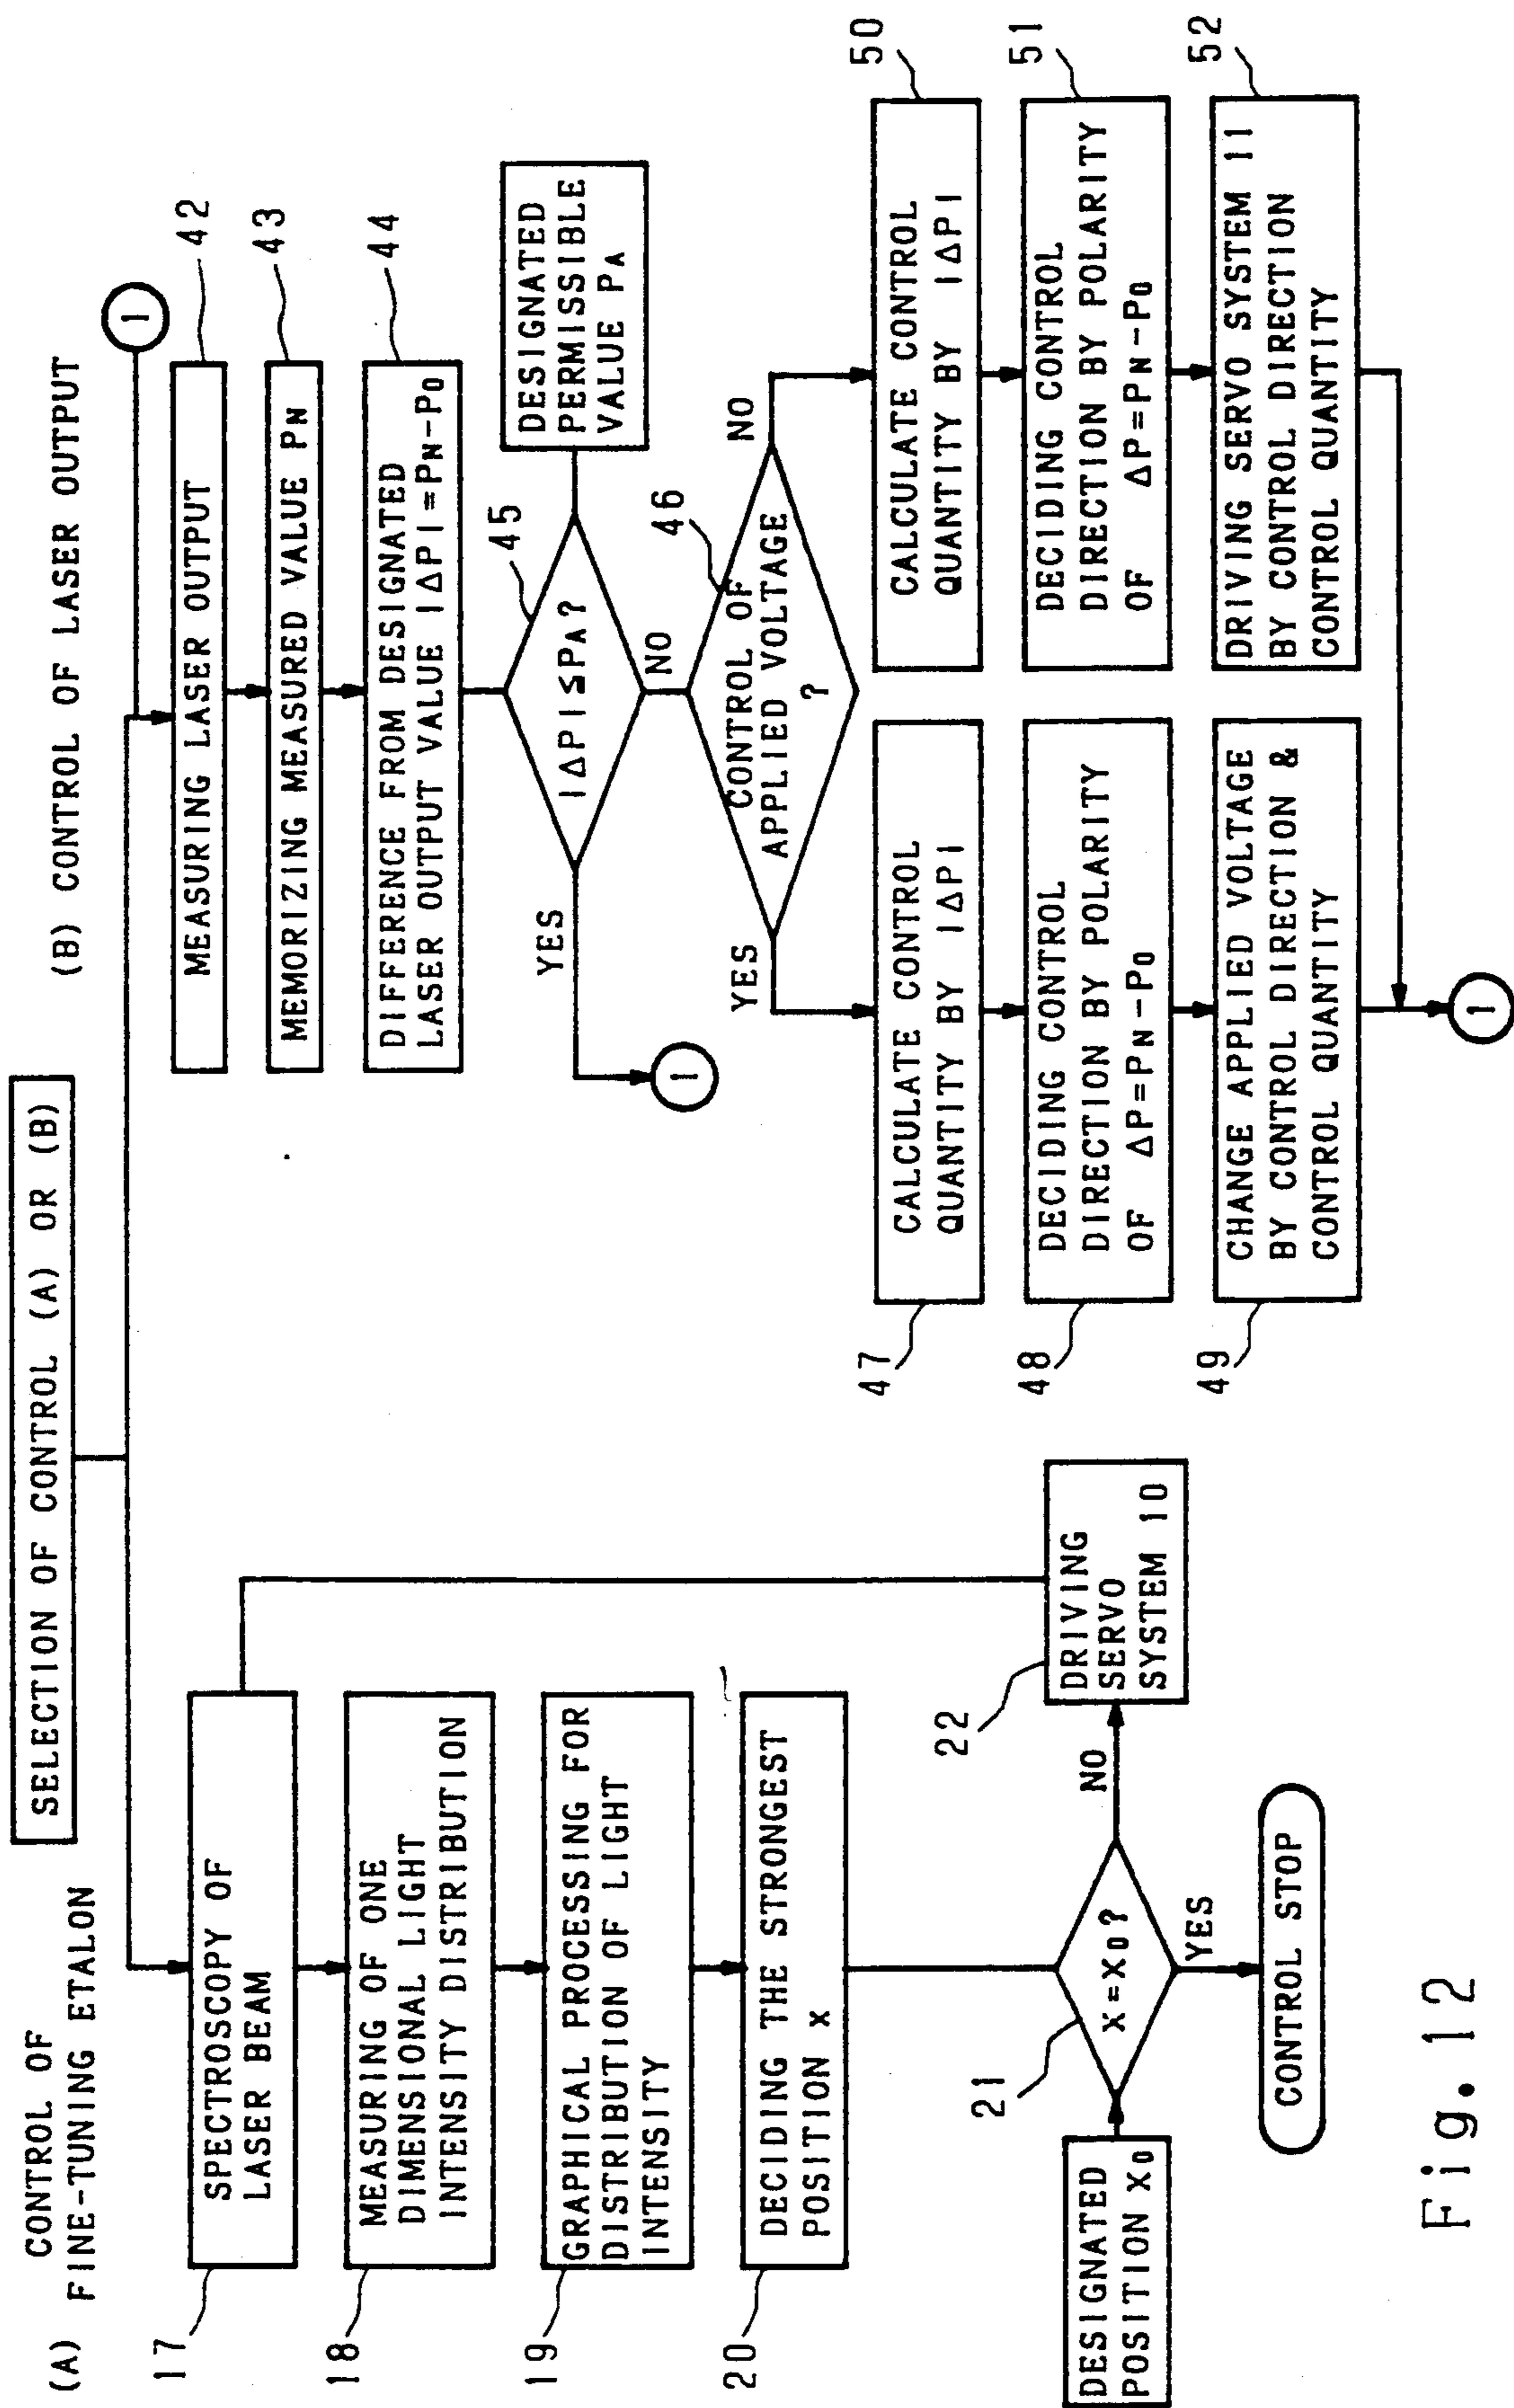 SELECTION OF CONTROL (A) OR (B)
CONTROL OF
(A) FINE-TUNING ETALON
17
SPECTROSCOPY OF
LASER BEAM
18
MEASURING OF ONE
DIMENSIONAL LIGHT
INTENSITY DISTRIBUTION
19
GRAPHICAL PROCESSING FOR
DISTRIBUTION OF LIGHT
INTENSITY
20
DECIDING THE STRONGEST
POSITION X
DESIGNATED
POSITION X0
21
X=X0?
NO
YES
22
DRIVING
SERVO
SYSTEM 10
CONTROL STOP
(B) CONTROL OF LASER OUTPUT
1
MEASURING LASER OUTPUT
42
MEMORIZING MEASURED VALUE PN
43
DIFFERENCE FROM DESIGNATED
LASER OUTPUT VALUE |ΔP|=PN-P0
44
45
|ΔP|≦PA?
DESIGNATED
PERMISSIBLE
VALUE PA
YES
1
NO
46
CONTROL OF
APPLIED VOLTAGE
?
YES
NO
47
CALCULATE CONTROL
QUANTITY BY |ΔP|
48
DECIDING CONTROL
DIRECTION BY POLARITY
OF ΔP=PN-P0
49
CHANGE APPLIED VOLTAGE
BY CONTROL DIRECTION &
CONTROL QUANTITY
50
CALCULATE CONTROL
QUANTITY BY |ΔP|
51
DECIDING CONTROL
DIRECTION BY POLARITY
OF ΔP=PN-P0
52
DRIVING SERVO SYSTEM 11
BY CONTROL DIRECTION
CONTROL QUANTITY
1
Fig. 12